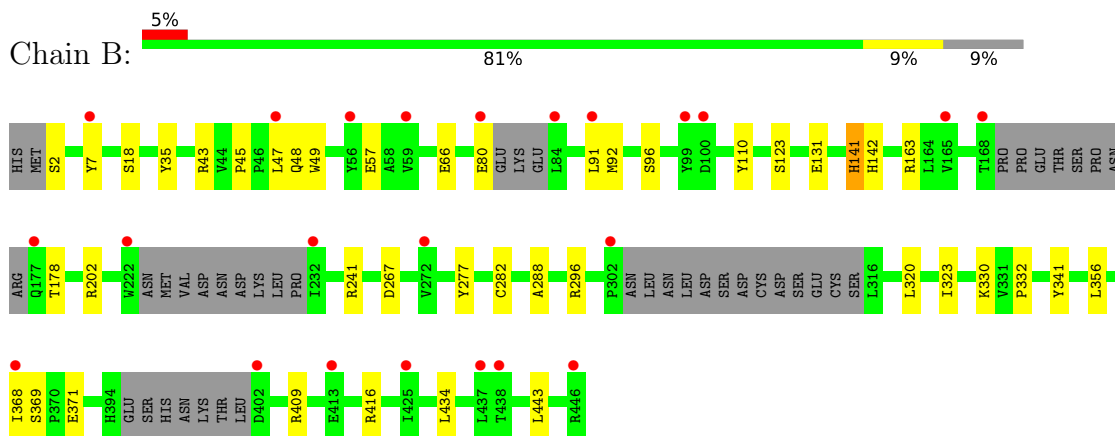 5%
Chain B:
81% 9% 9%
HIS MET S2 Y7 S18 Y35 R43 V44 P45 P46 L47 Q48 W49 Y56 E57 A58 V59 E66 E80 GLU LYS GLU L84 L91 M92 S96 Y99 D100 Y110 S123 E131 H141 H142 R163 L164 V165 T168 PRO PRO GLU THR SER PRO ASN
ARG Q177 T178 R202 W222 ASN MET VAL ASP ASN ASP LYS LEU PRO I232 R241 D267 V272 Y277 C282 A288 R296 P302 ASN LEU ASN LEU ASP SER ASP CYS ASP SER GLU CYS SER L316 L320 I323 K330 V331 P332 Y341 L356
I368 S369 P370 E371 H394 GLU SER HIS ASN LYS THR LEU D402 R409 E413 R416 I425 L434 L437 T438 L443 R446